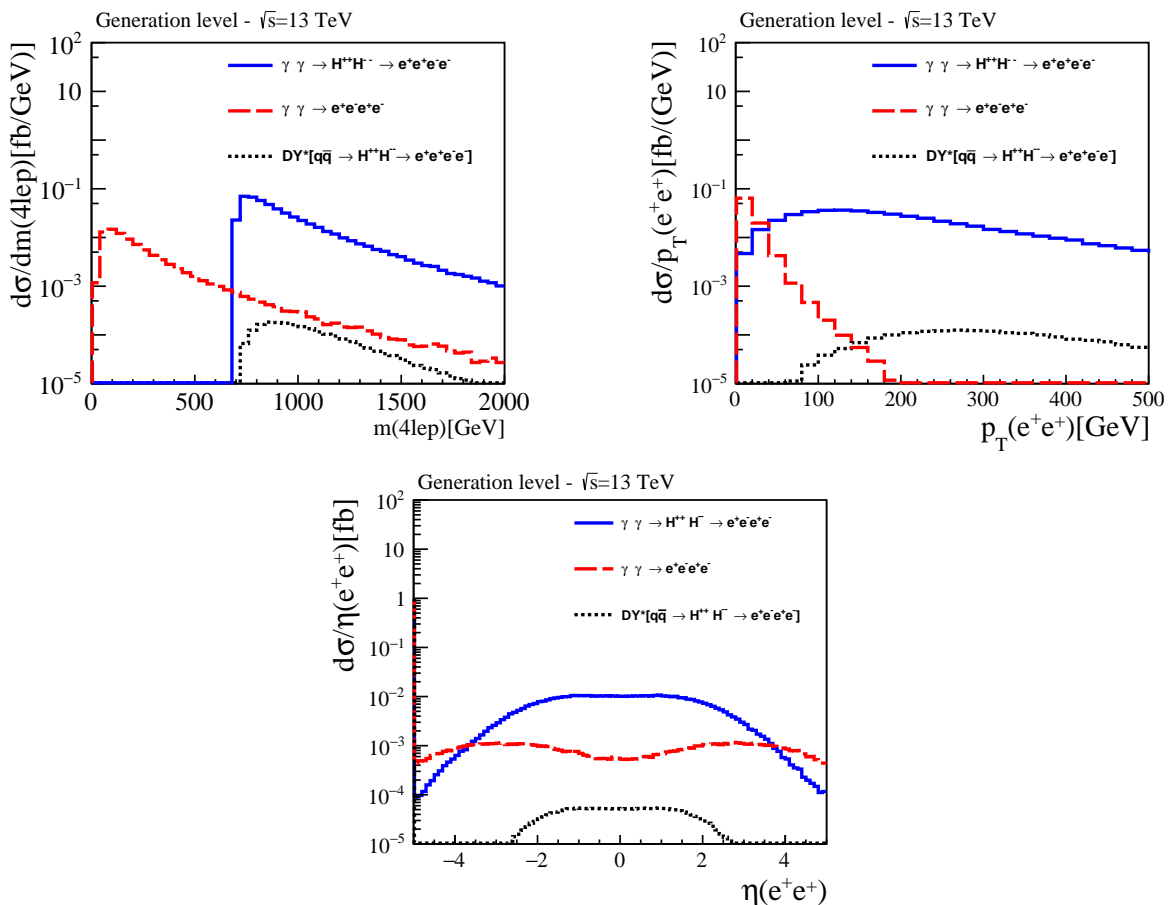 Generation level - √s=13 TeV
dσ/dm(4lep)[fb/GeV]
10²
10
10⁻¹
10⁻³
10⁻⁵
γ γ → H⁺⁺H⁻⁻ → e⁺e⁺e⁻e⁻
γ γ → e⁺e⁻e⁺e⁻
DY*[qq̅ → H⁺⁺H⁻⁻ → e⁺e⁺e⁻e⁻]
0 500 1000 1500 2000
m(4lep)[GeV]
Generation level - √s=13 TeV
dσ/p_T(e⁺e⁺)[fb/(GeV)]
10²
10
10⁻¹
10⁻³
10⁻⁵
γ γ → H⁺⁺H⁻⁻ → e⁺e⁺e⁻e⁻
γ γ → e⁺e⁻e⁺e⁻
DY*[qq̅ → H⁺⁺H⁻⁻ → e⁺e⁺e⁻e⁻]
0 100 200 300 400 500
p_T(e⁺e⁺)[GeV]
Generation level - √s=13 TeV
dσ/η(e⁺e⁺)[fb]
10²
10
1
10⁻¹
10⁻²
10⁻³
10⁻⁴
10⁻⁵
γ γ → H⁺⁺ H⁻⁻ → e⁺e⁻e⁺e⁻
γ γ → e⁺e⁻e⁺e⁻
DY*[qq̅ → H⁺⁺ H⁻⁻ → e⁺e⁻e⁺e⁻]
−4 −2 0 2 4
η(e⁺e⁺)